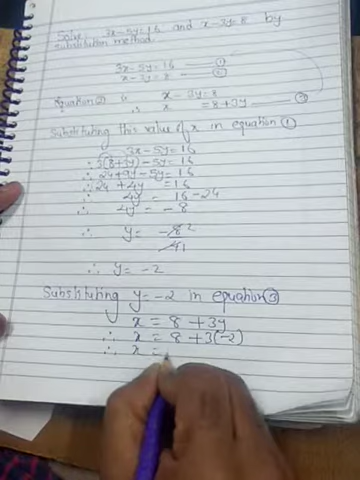 Solve: 3x-5y=16 and x-3y=8 by
substitution method.
3x-5y=16 ——— ①
x-3y=8 ——— ②
Equation ② is x-3y=8
∴ x = 8+3y ——— ③
Substituting this value of x in equation ①
3x-5y=16
∴ 3(8+3y)-5y=16
∴ 24+9y-5y=16
∴ 24+4y =16
∴ 4y = 16-24
∴ 4y = -8
∴ y = -8 2
4 1
∴ y = -2
Substituting y=-2 in equation ③
x = 8 +3y
∴ x = 8 +3(-2)
∴ x =